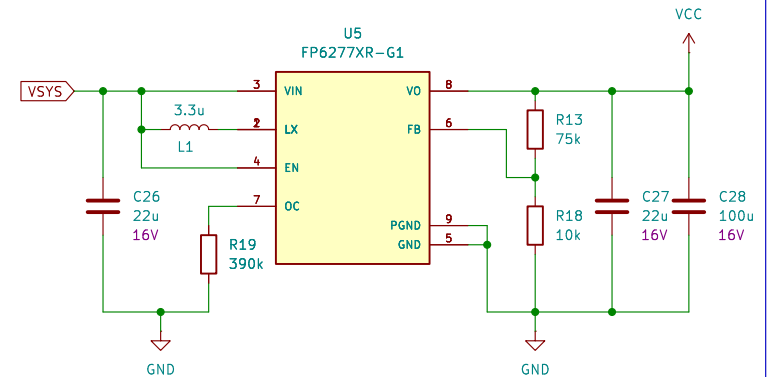 U5
FP6277XR-G1
VCC
VSYS
3
VIN
VO
8
3.3u
L1
LX
FB
6
4
EN
7
OC
PGND
9
GND
5
R13
75k
R18
10k
C26
22u
16V
R19
390k
C27
22u
16V
C28
100u
16V
GND
GND